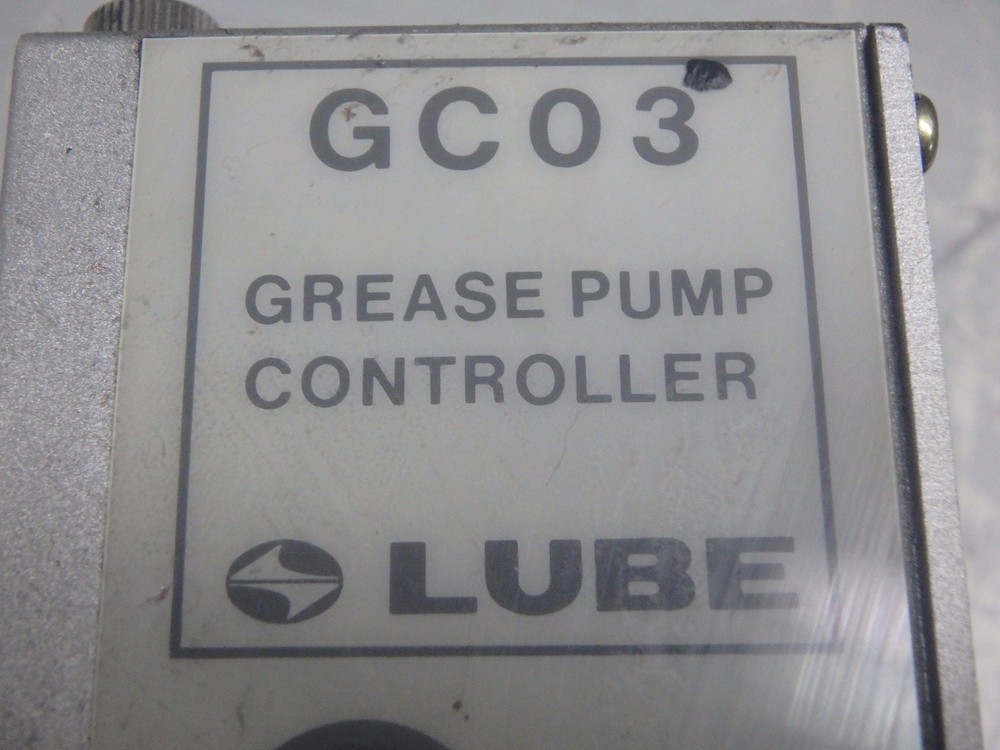 GC03
GREASE PUMP
CONTROLLER
LUBE